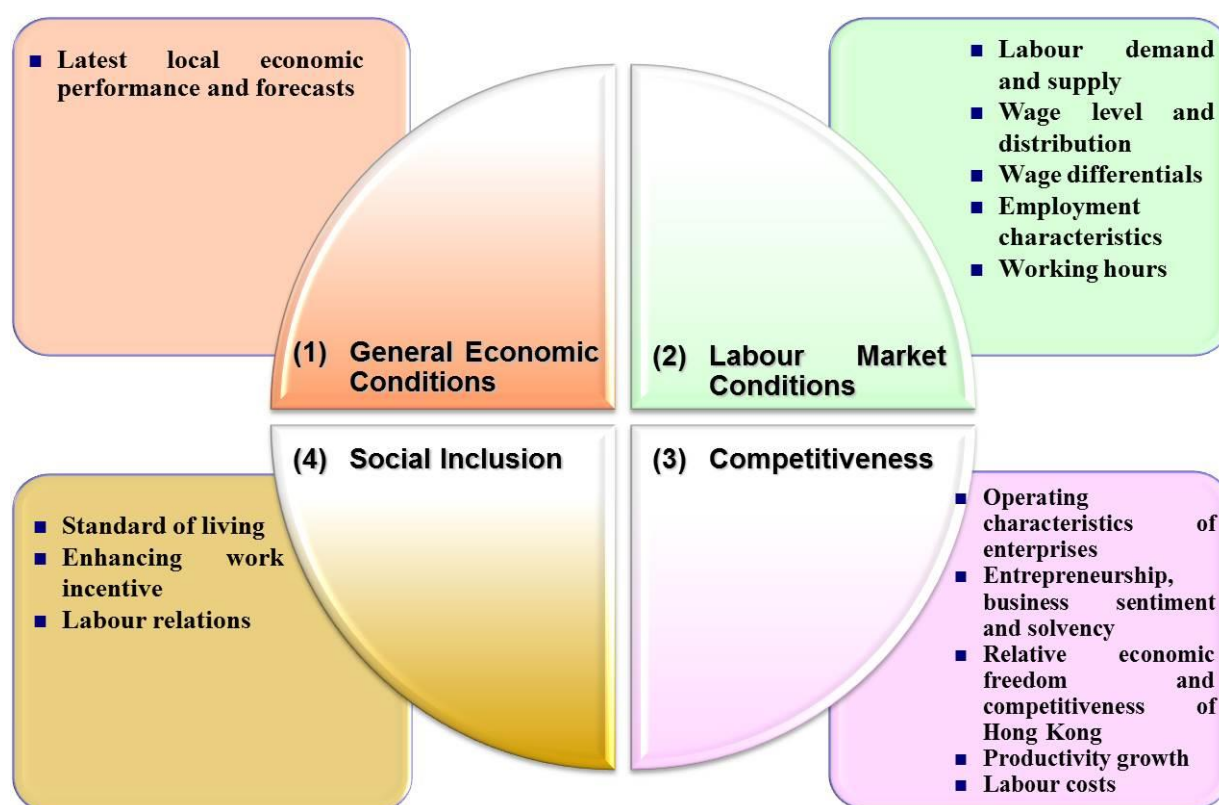 Latest local economic
performance and forecasts
(1) General Economic
Conditions
Labour demand
and supply
Wage level and
distribution
Wage differentials
Employment
characteristics
Working hours
(2) Labour Market
Conditions
(4) Social Inclusion
Standard of living
Enhancing work
incentive
Labour relations
(3) Competitiveness
Operating
characteristics of
enterprises
Entrepreneurship,
business sentiment
and solvency
Relative economic
freedom and
competitiveness of
Hong Kong
Productivity growth
Labour costs